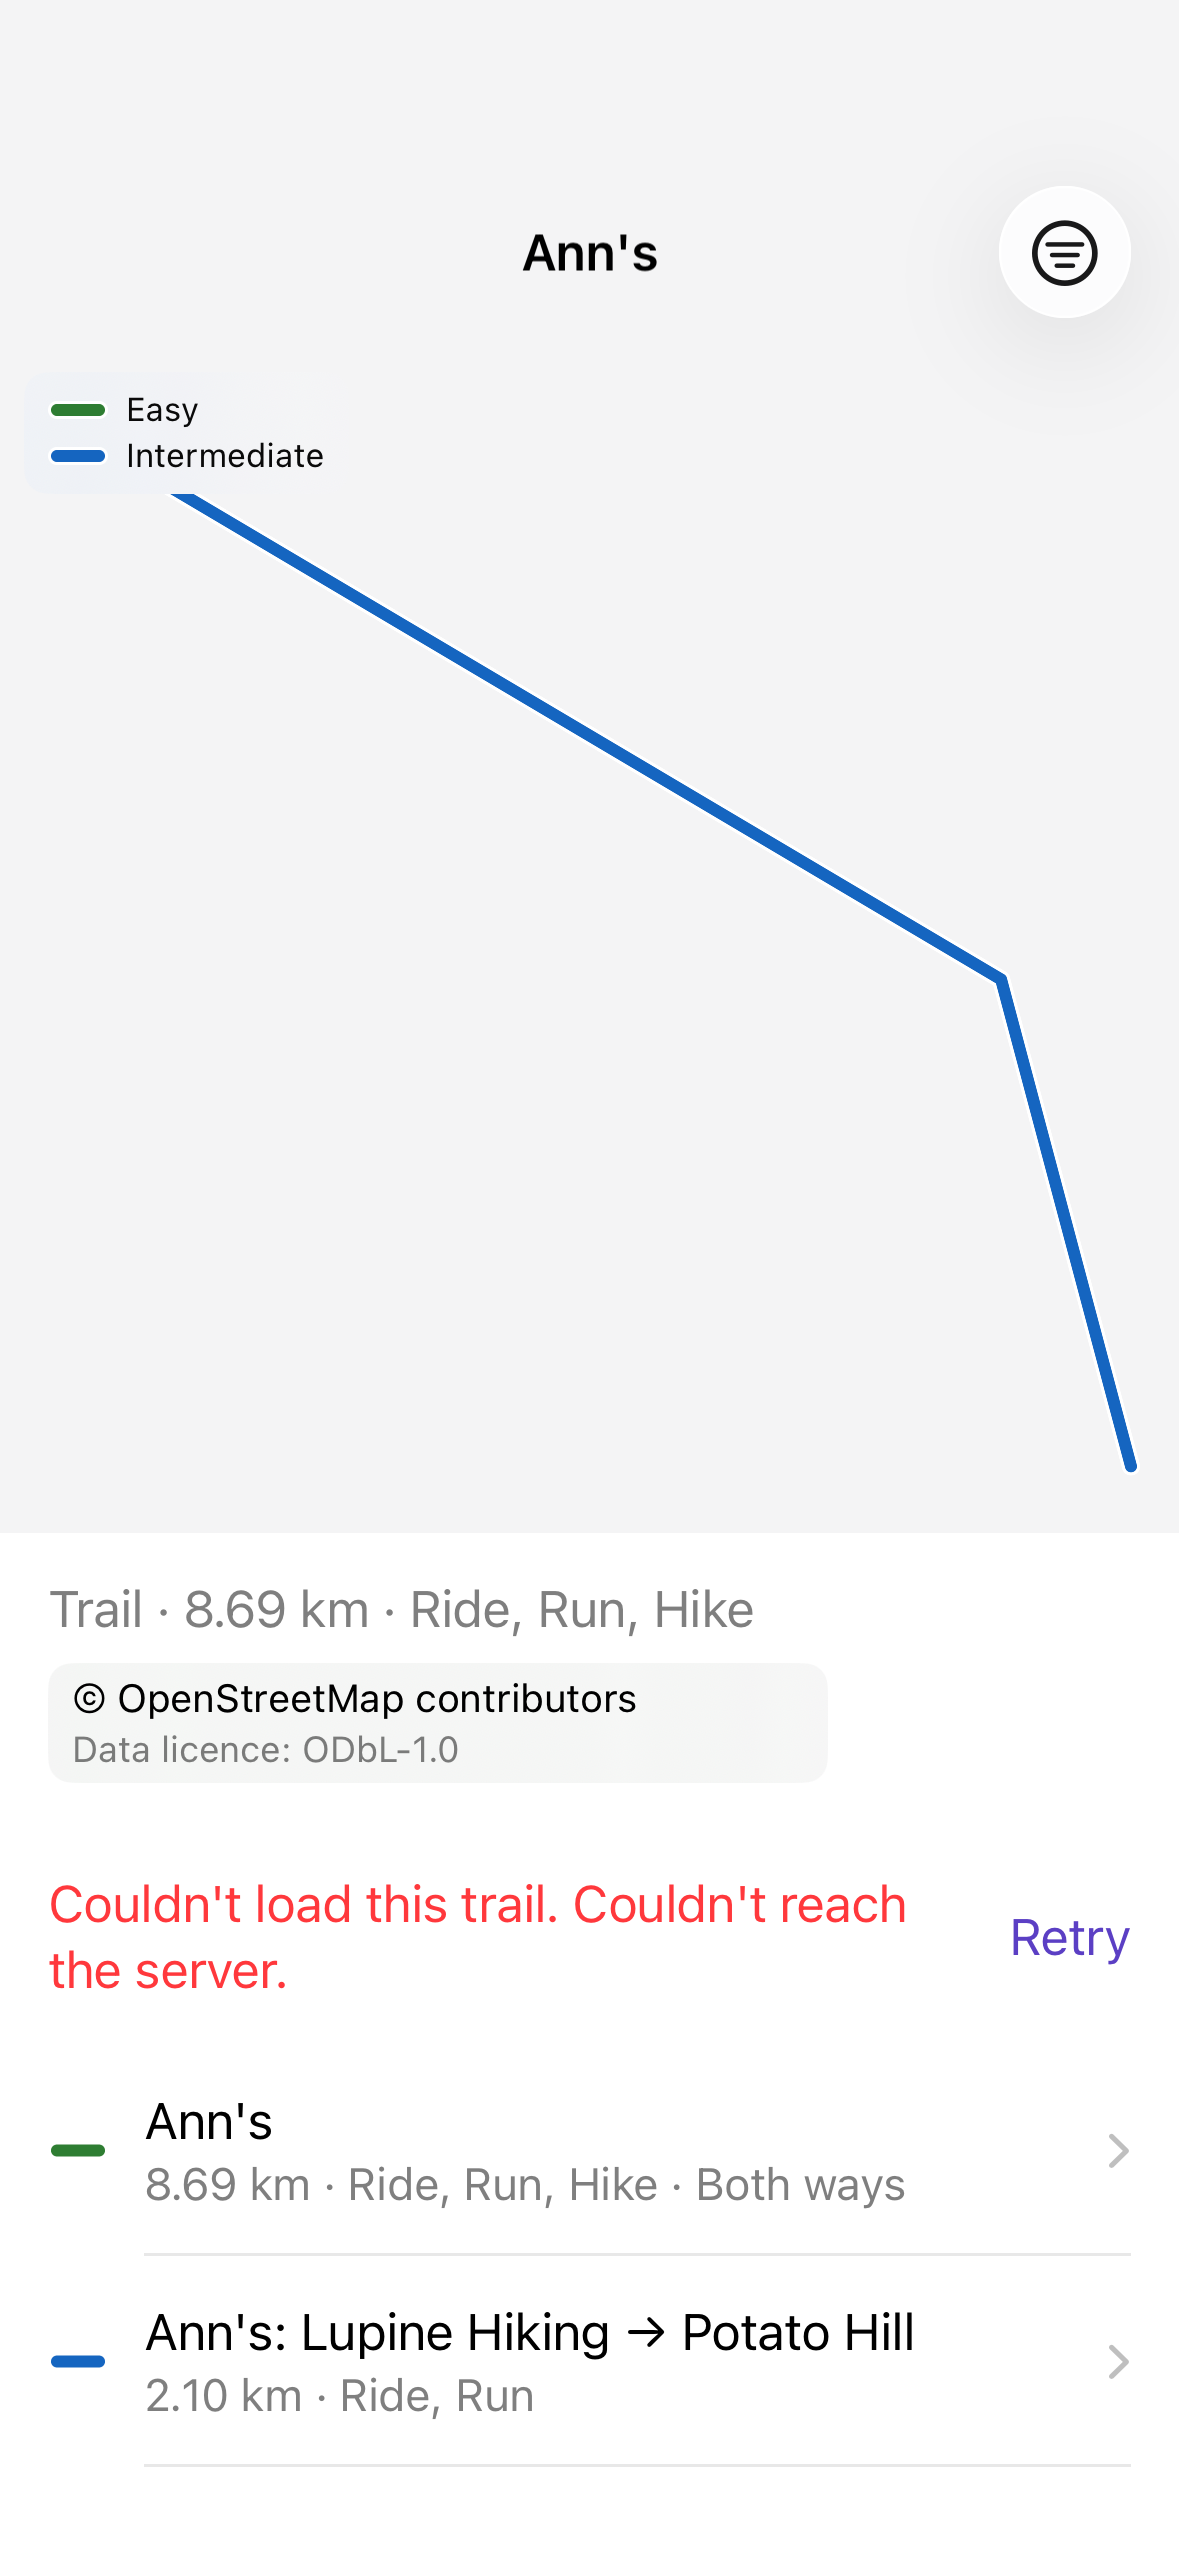 Ann's
Easy
Intermediate
Trail · 8.69 km · Ride, Run, Hike
© OpenStreetMap contributors
Data licence: ODbL-1.0
Couldn't load this trail. Couldn't reach
the server.
Retry
Ann's
8.69 km · Ride, Run, Hike · Both ways
Ann's: Lupine Hiking → Potato Hill
2.10 km · Ride, Run